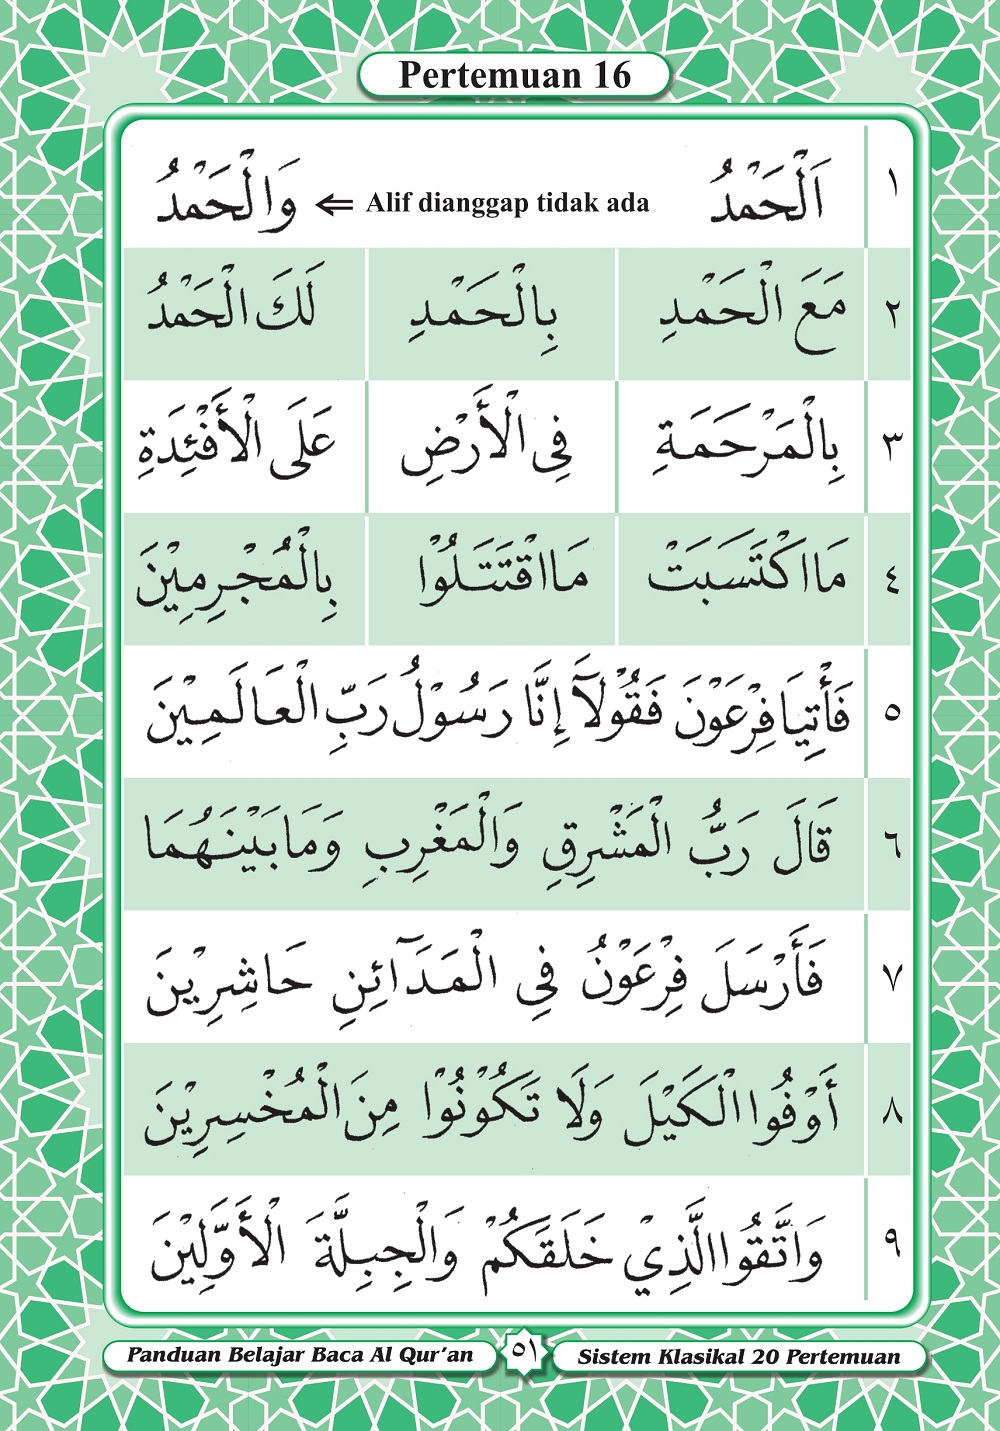 Pertemuan 16
١ اَلْحَمْدُ Alif dianggap tidak ada ⇐ وَالْحَمْدُ
٢ مَعَ الْحَمْدِ بِالْحَمْدِ لَكَ الْحَمْدُ
٣ بِالْمَرْحَمَةِ فِى الْأَرْضِ عَلَى الْأَفْئِدَةِ
٤ مَااكْتَسَبَتْ مَااقْتَتَلُوْا بِالْمُجْرِمِيْنَ
٥ فَأْتِيَا فِرْعَوْنَ فَقُوْلَآ إِنَّا رَسُوْلُ رَبِّ الْعَالَمِيْنَ
٦ قَالَ رَبُّ الْمَشْرِقِ وَالْمَغْرِبِ وَمَا بَيْنَهُمَا
٧ فَأَرْسَلَ فِرْعَوْنُ فِى الْمَدَآئِنِ حَاشِرِيْنَ
٨ أَوْفُوا الْكَيْلَ وَلَا تَكُوْنُوْا مِنَ الْمُخْسِرِيْنَ
٩ وَاتَّقُوا الَّذِيْ خَلَقَكُمْ وَالْجِبِلَّةَ الْأَوَّلِيْنَ
Panduan Belajar Baca Al Qur'an ٥١ Sistem Klasikal 20 Pertemuan